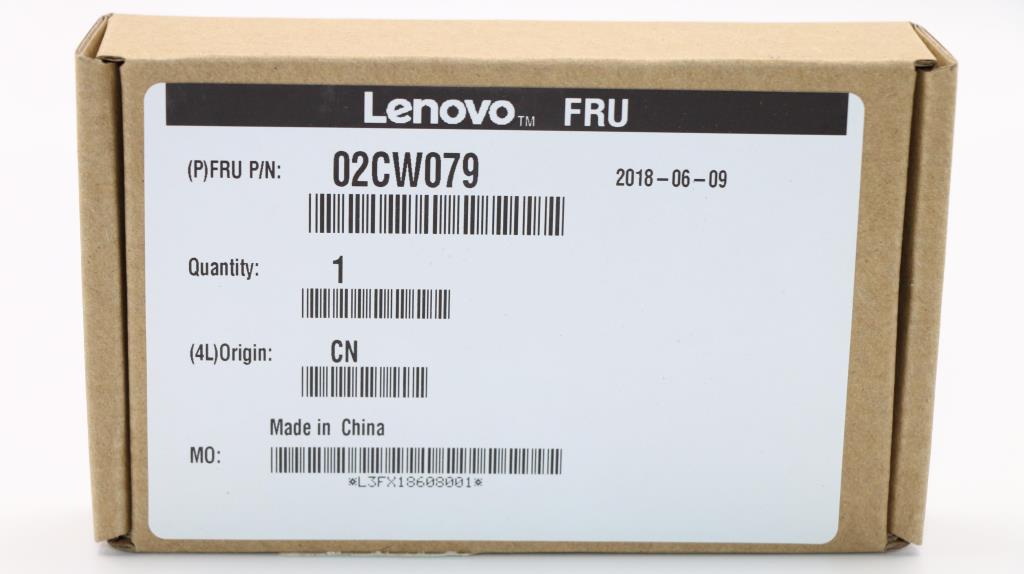 Lenovo™ FRU
(P)FRU P/N: 02CW079 2018-06-09
Quantity: 1
(4L)Origin: CN
Made in China
MO:
*L3FX18608001*